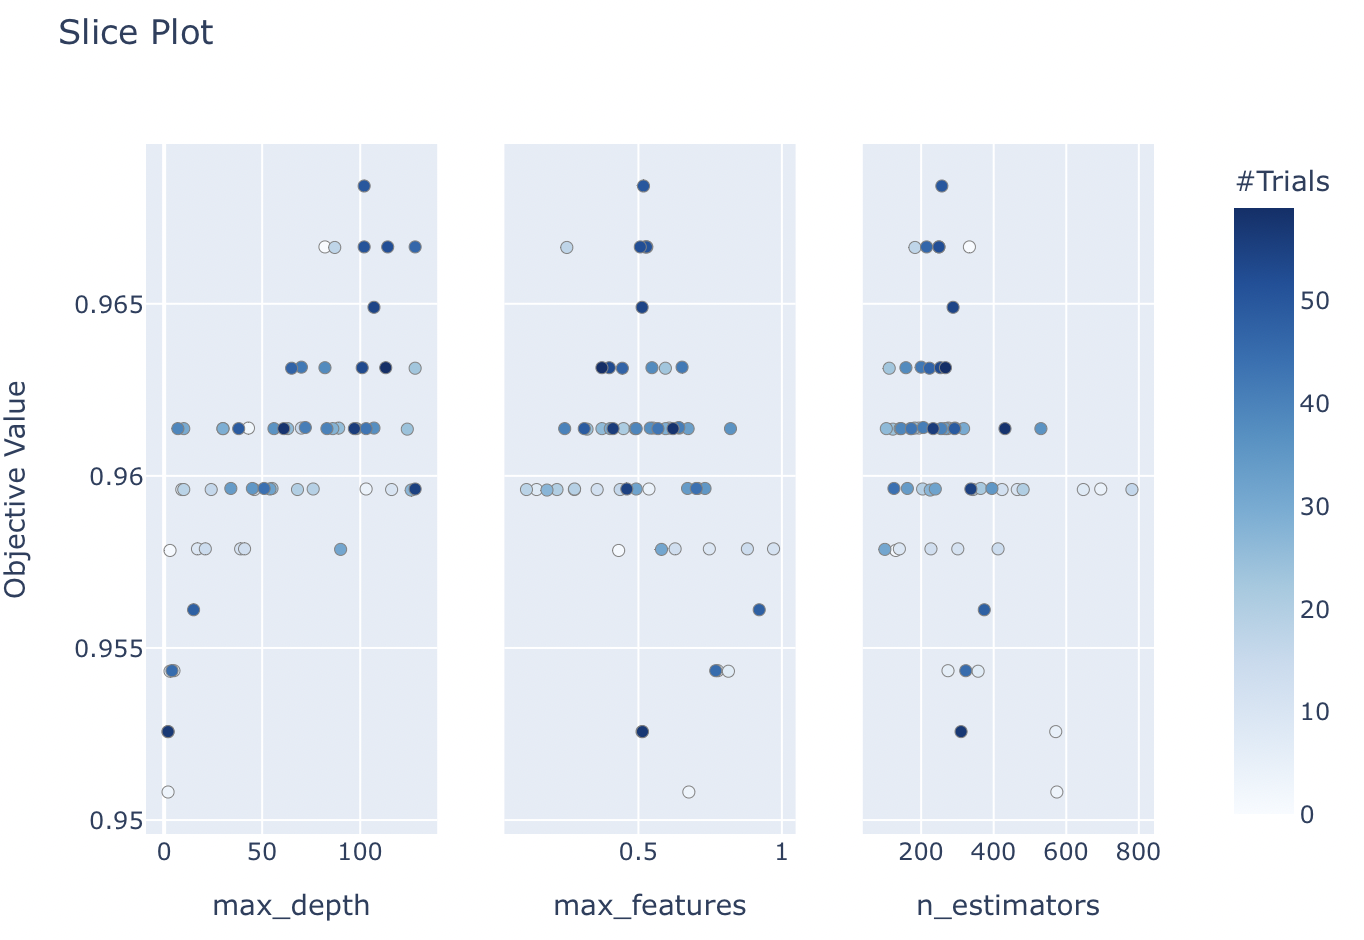 Slice Plot
#Trials
Objective Value
0.965
0.96
0.955
0.95
0 50 100
0.5 1
200 400 600 800
max_depth
max_features
n_estimators
50
40
30
20
10
0